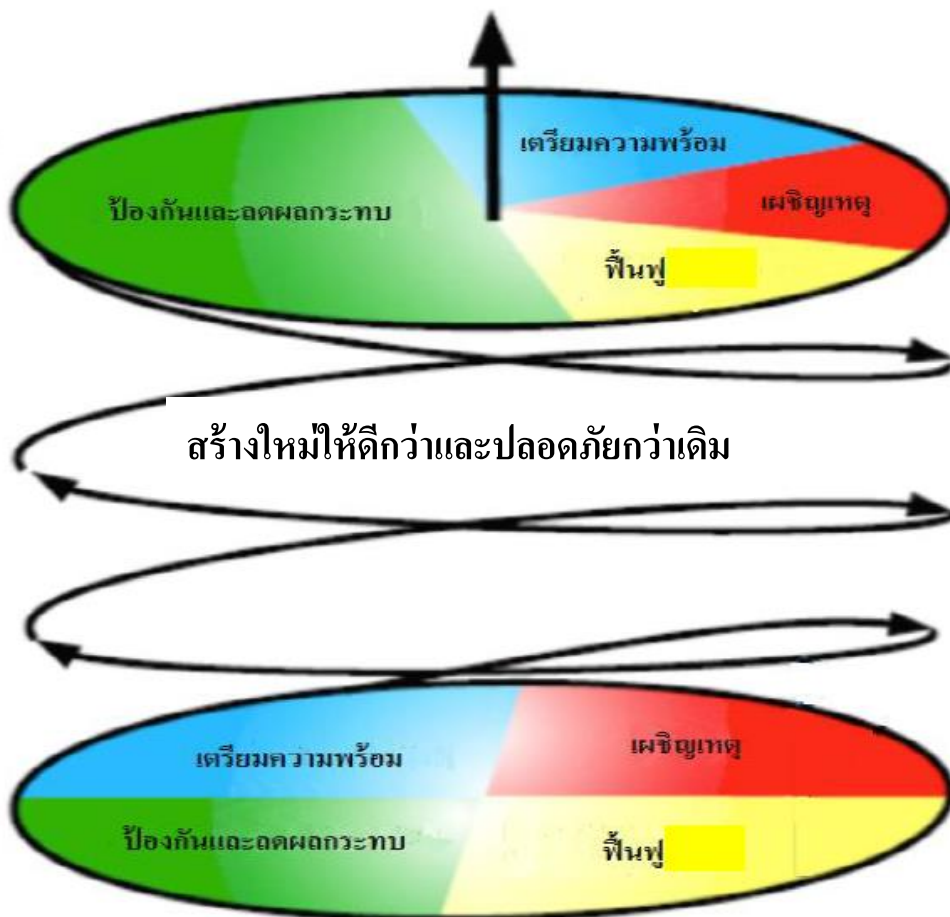 เตรียมความพร้อม
เผชิญเหตุ
ป้องกันและลดผลกระทบ
ฟื้นฟู
สร้างใหม่ให้ดีกว่าและปลอดภัยกว่าเดิม
เตรียมความพร้อม
เผชิญเหตุ
ป้องกันและลดผลกระทบ
ฟื้นฟู